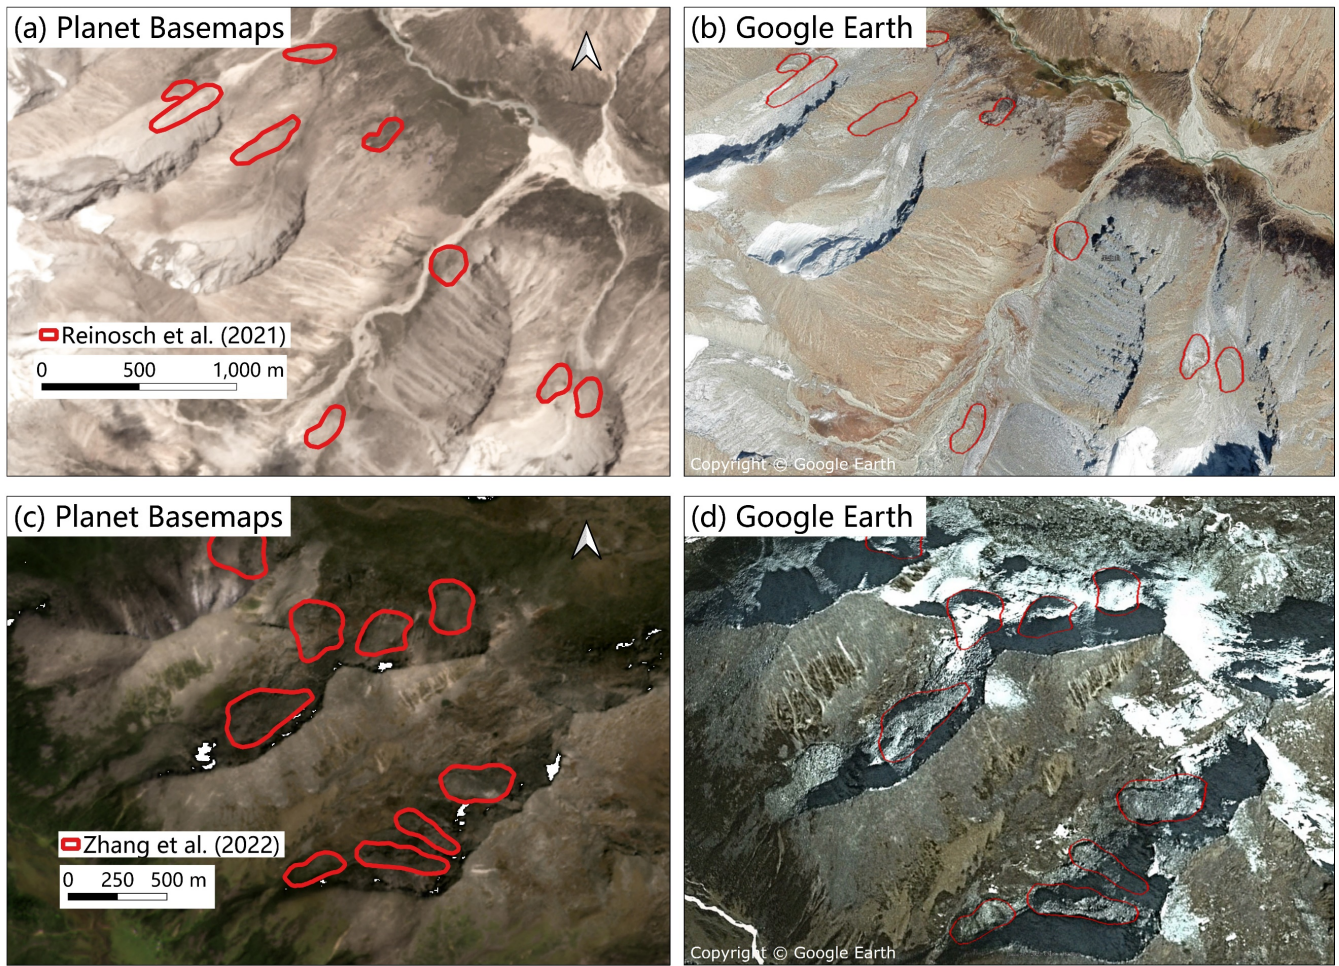 (a) Planet Basemaps
(b) Google Earth
Reinosch et al. (2021)
0 500 1,000 m
Copyright © Google Earth
(c) Planet Basemaps
(d) Google Earth
Zhang et al. (2022)
0 250 500 m
Copyright © Google Earth